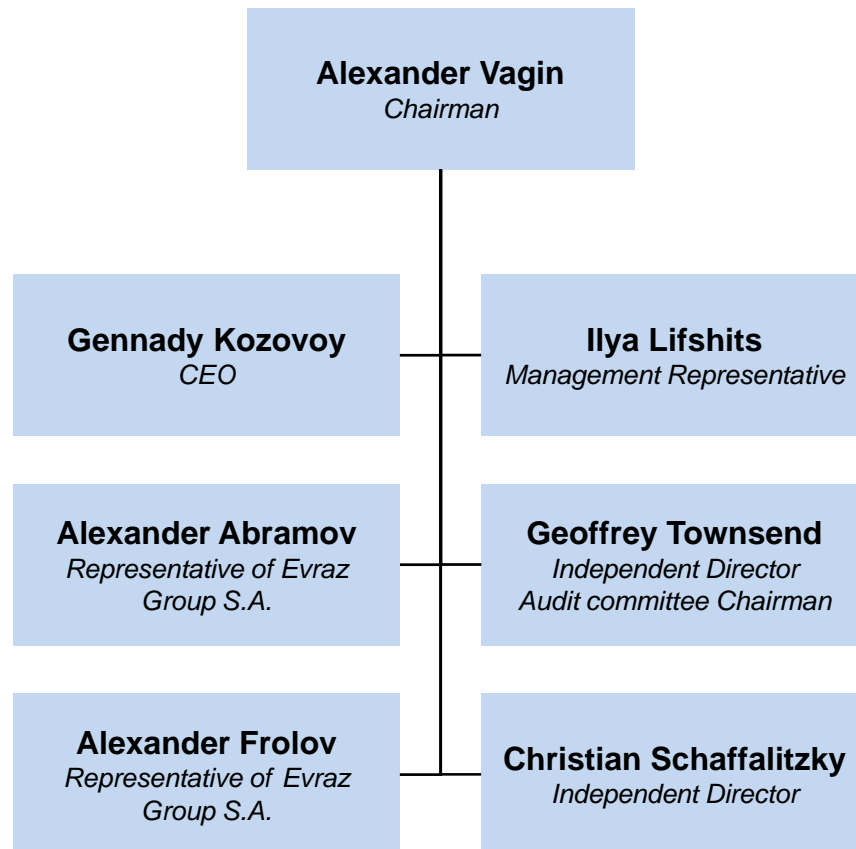 Alexander Vagin
Chairman
Gennady Kozovoy
CEO
Ilya Lifshits
Management Representative
Alexander Abramov
Representative of Evraz
Group S.A.
Geoffrey Townsend
Independent Director
Audit committee Chairman
Alexander Frolov
Representative of Evraz
Group S.A.
Christian Schaffalitzky
Independent Director